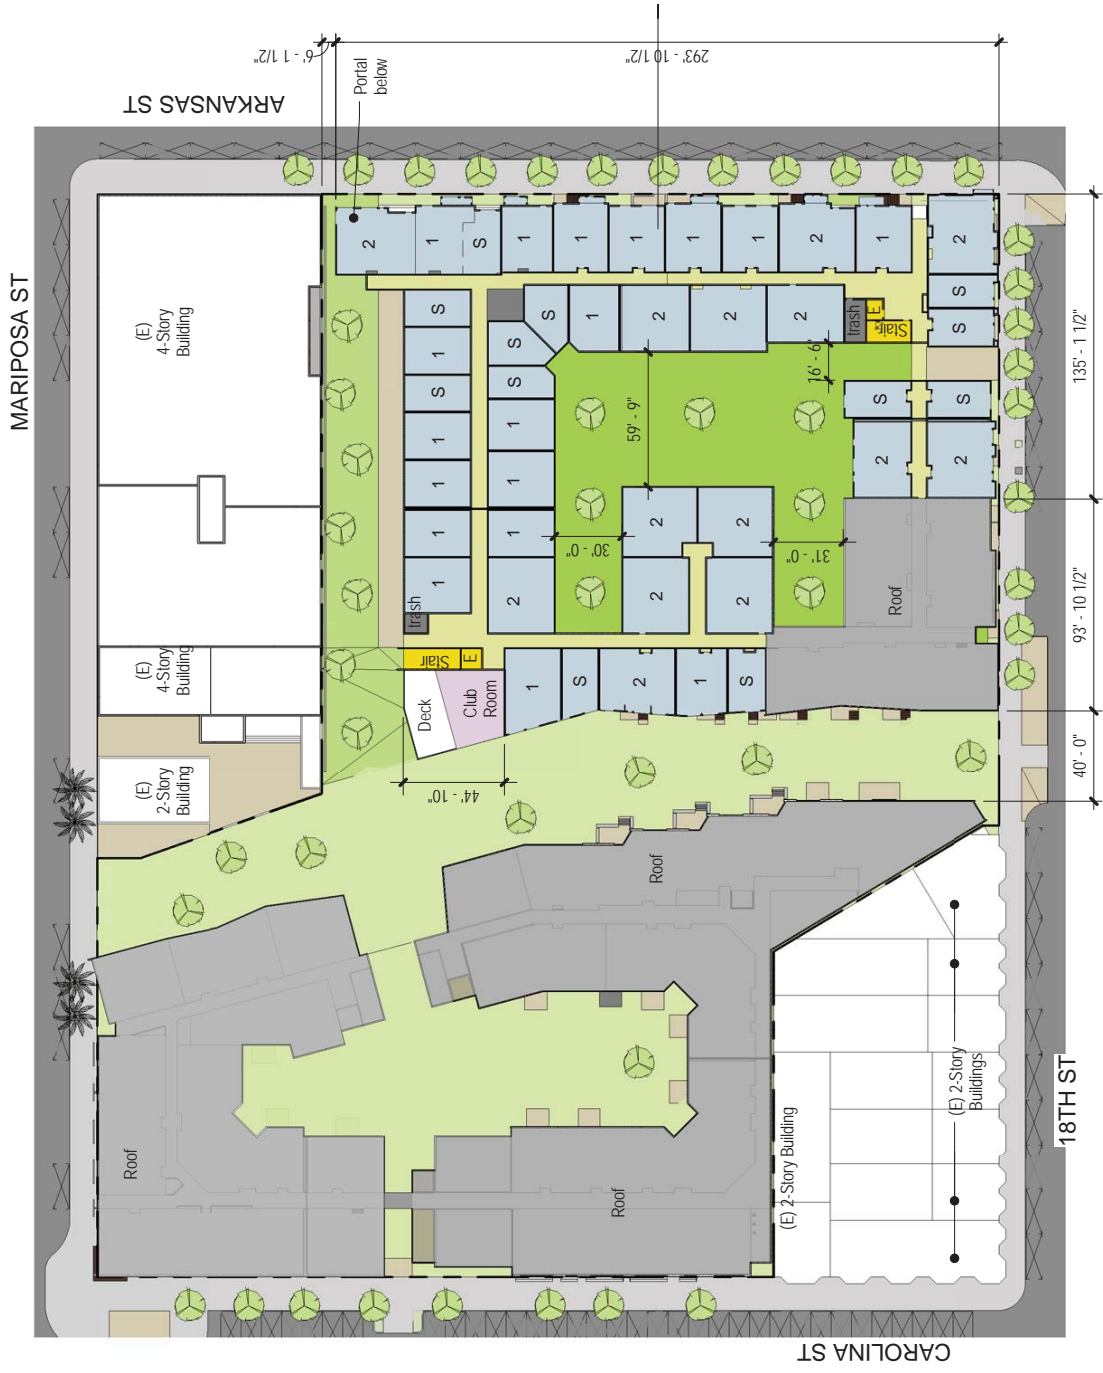 ARKANSAS ST
6' - 1 1/2"
293' - 10 1/2"
Portal
below
MARIPOSA ST
(E)
4-Story
Building
2
1
S
1
1
1
1
1
2
1
2
S
S
S
1
S
1
1
1
1
S
S
1
1
1
2
S
1
2
2
2
trash
E
Stair
16' - 6"
59' - 9"
135' - 1 1/2"
S
S
2
2
2
2
2
2
30' - 0"
31' - 0"
Roof
93' - 10 1/2"
trash
Stair
E
(E)
4-Story
Building
Deck
Club
Room
1
S
2
1
S
44' - 10"
40' - 0"
(E)
2-Story
Building
Roof
Roof
Roof
(E) 2-Story Building
(E) 2-Story
Buildings
18TH ST
CAROLINA ST